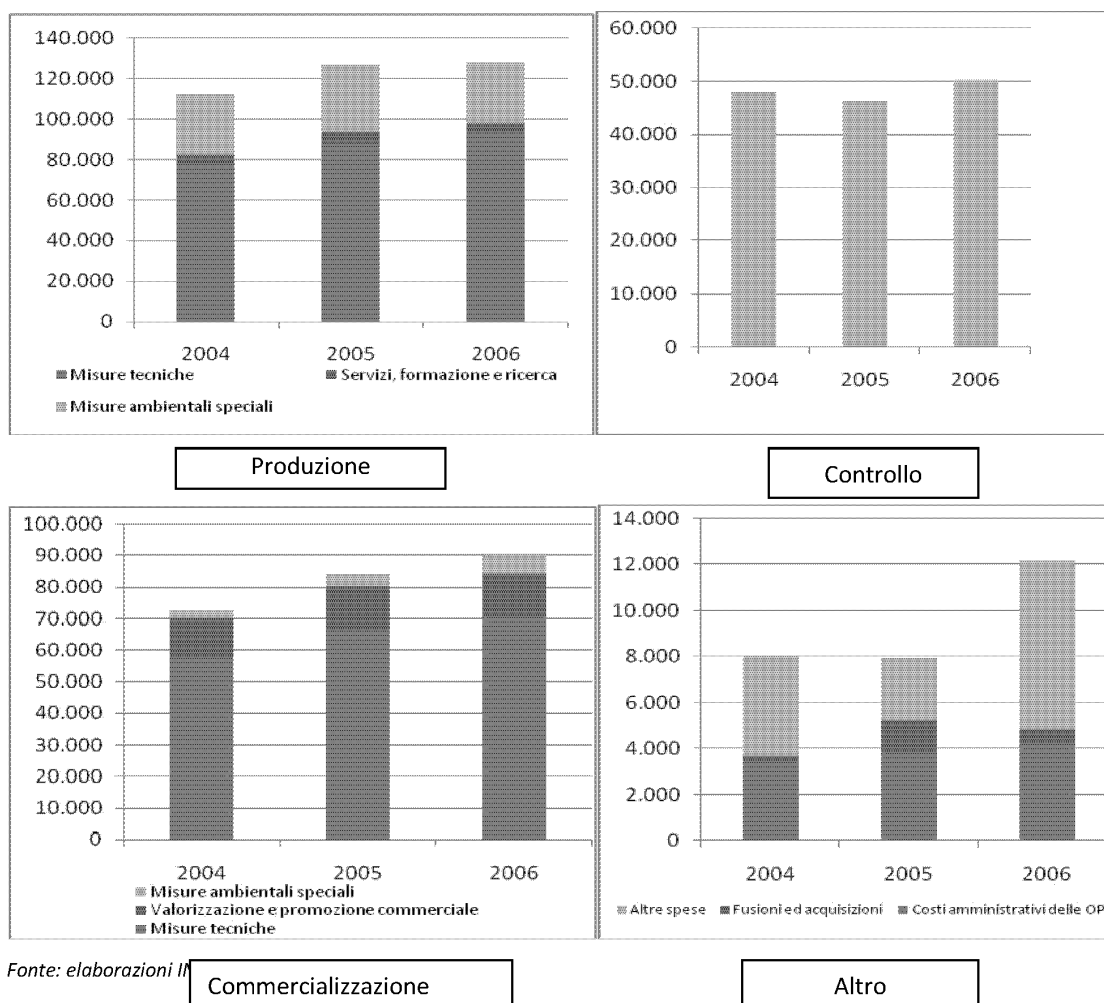 140.000
120.000
100.000
80.000
60.000
40.000
20.000
0
2004 2005 2006
Misure tecniche Servizi, formazione e ricerca
Misure ambientali speciali
Produzione
60.000
50.000
40.000
30.000
20.000
10.000
0
2004 2005 2006
Controllo
100.000
90.000
80.000
70.000
60.000
50.000
40.000
30.000
20.000
10.000
0
2004 2005 2006
Misure ambientali speciali
Valorizzazione e promozione commerciale
Misure tecniche
14.000
12.000
10.000
8.000
6.000
4.000
2.000
0
2004 2005 2006
Altre spese Fusioni ed acquisizioni Costi amministrativi delle OP
Fonte: elaborazioni
Commercializzazione
Altro